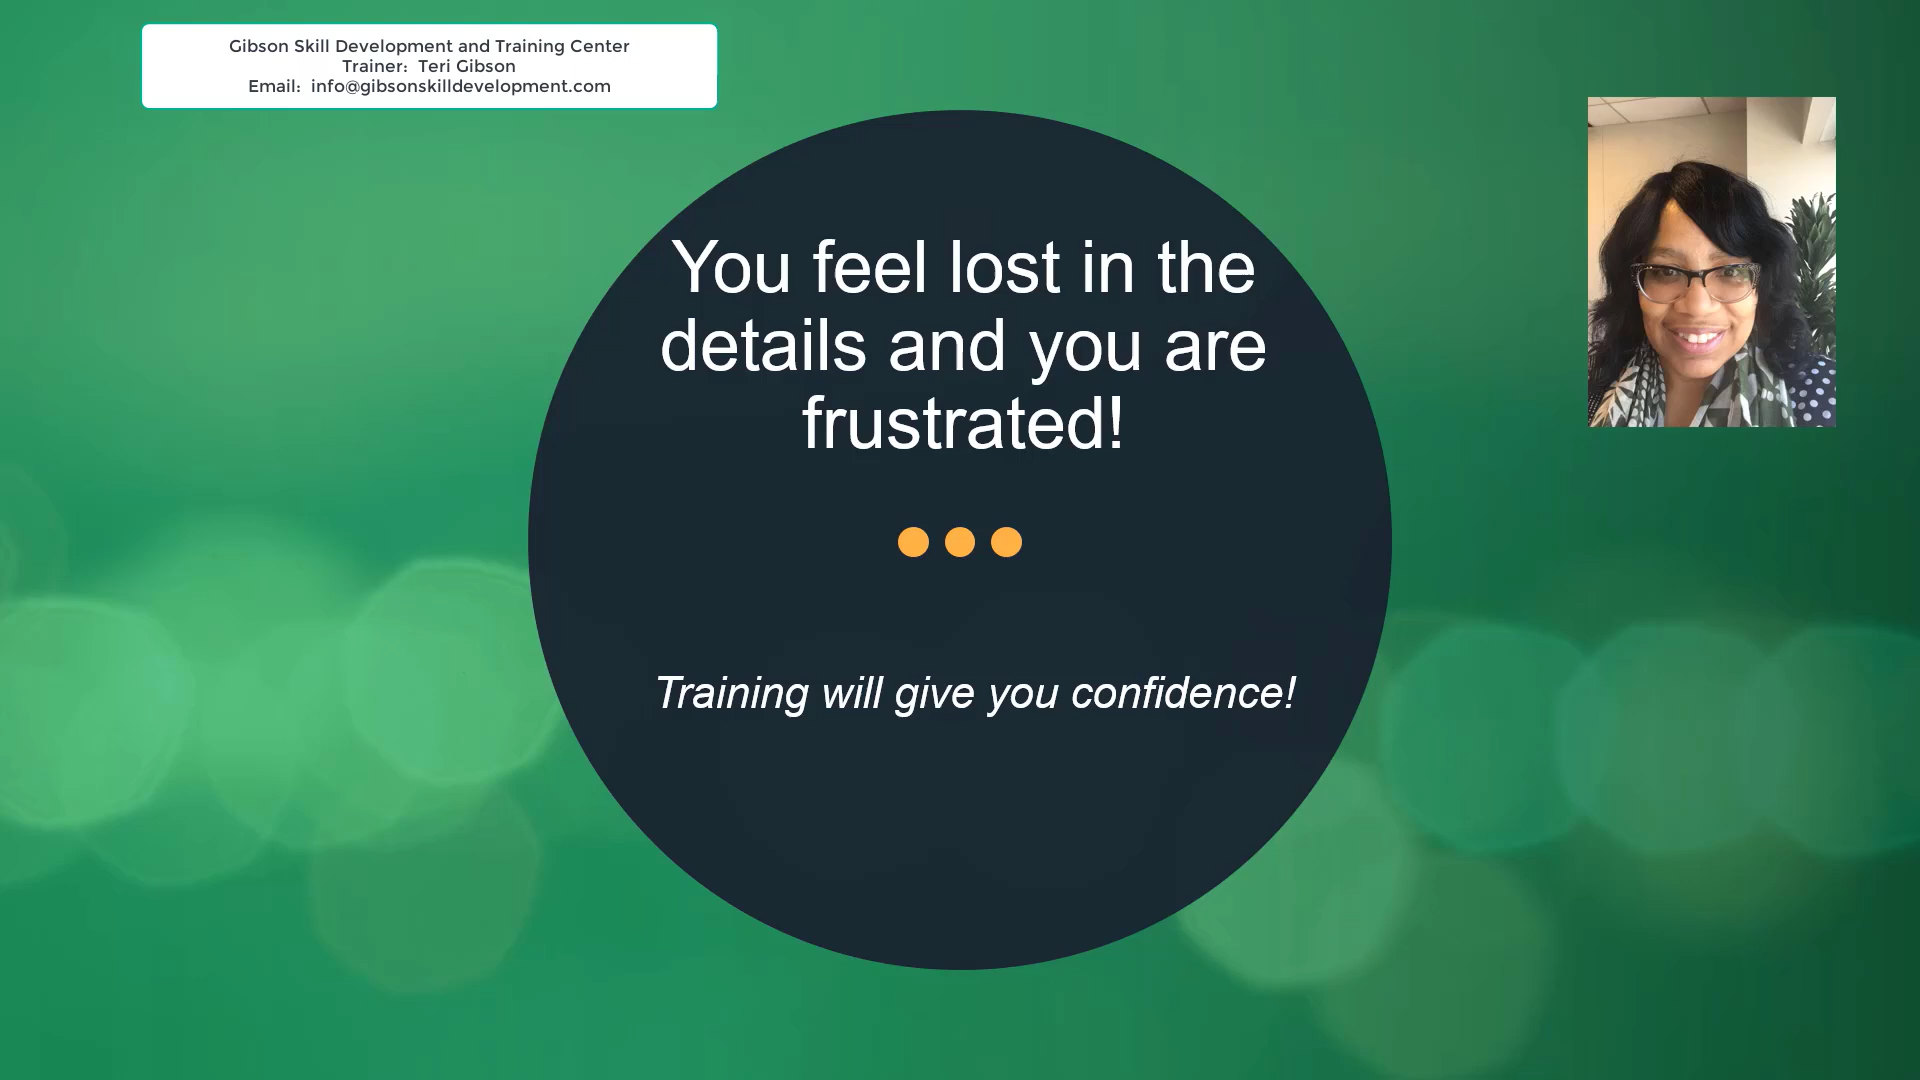 Gibson Skill Development and Training Center
Trainer:  Teri Gibson
Email:  info@gibsonskilldevelopment.com
You feel lost in the
details and you are
frustrated!
Training will give you confidence!